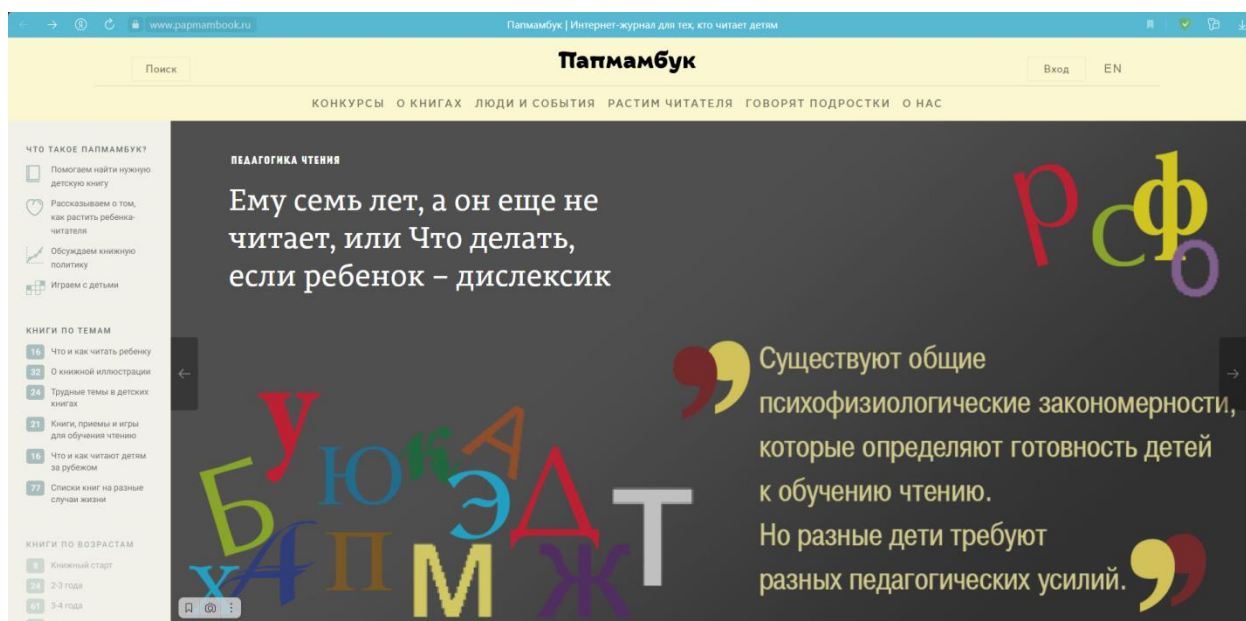 www.papmambook.ru
Папмамбук | Интернет-журнал для тех, кто читает детям
Поиск
Папмамбук
Вход
EN
КОНКУРСЫ О КНИГАХ ЛЮДИ И СОБЫТИЯ РАСТИМ ЧИТАТЕЛЯ ГОВОРЯТ ПОДРОСТКИ О НАС
ЧТО ТАКОЕ ПАПМАМБУК?
Помогаем найти нужную
детскую книгу
Рассказываем о том,
как растить ребенка-
читателя
Обсуждаем книжную
политику
Играем с детьми
КНИГИ ПО ТЕМАМ
16 Что и как читать ребенку
32 О книжной иллюстрации
24 Трудные темы в детских
книгах
21 Книги, приемы и игры
для обучения чтению
16 Что и как читают детям
за рубежом
77 Списки книг на разные
случаи жизни
КНИГИ ПО ВОЗРАСТАМ
Книжный старт
24 2-3 года
61 3-4 года
ПЕДАГОГИКА ЧТЕНИЯ
Ему семь лет, а он еще не
читает, или Что делать,
если ребенок – дислексик
р с ф о
Б У Ю К А Э Д Т
Х А П М Ж
Существуют общие
психофизиологические закономерности,
которые определяют готовность детей
к обучению чтению.
Но разные дети требуют
разных педагогических усилий.